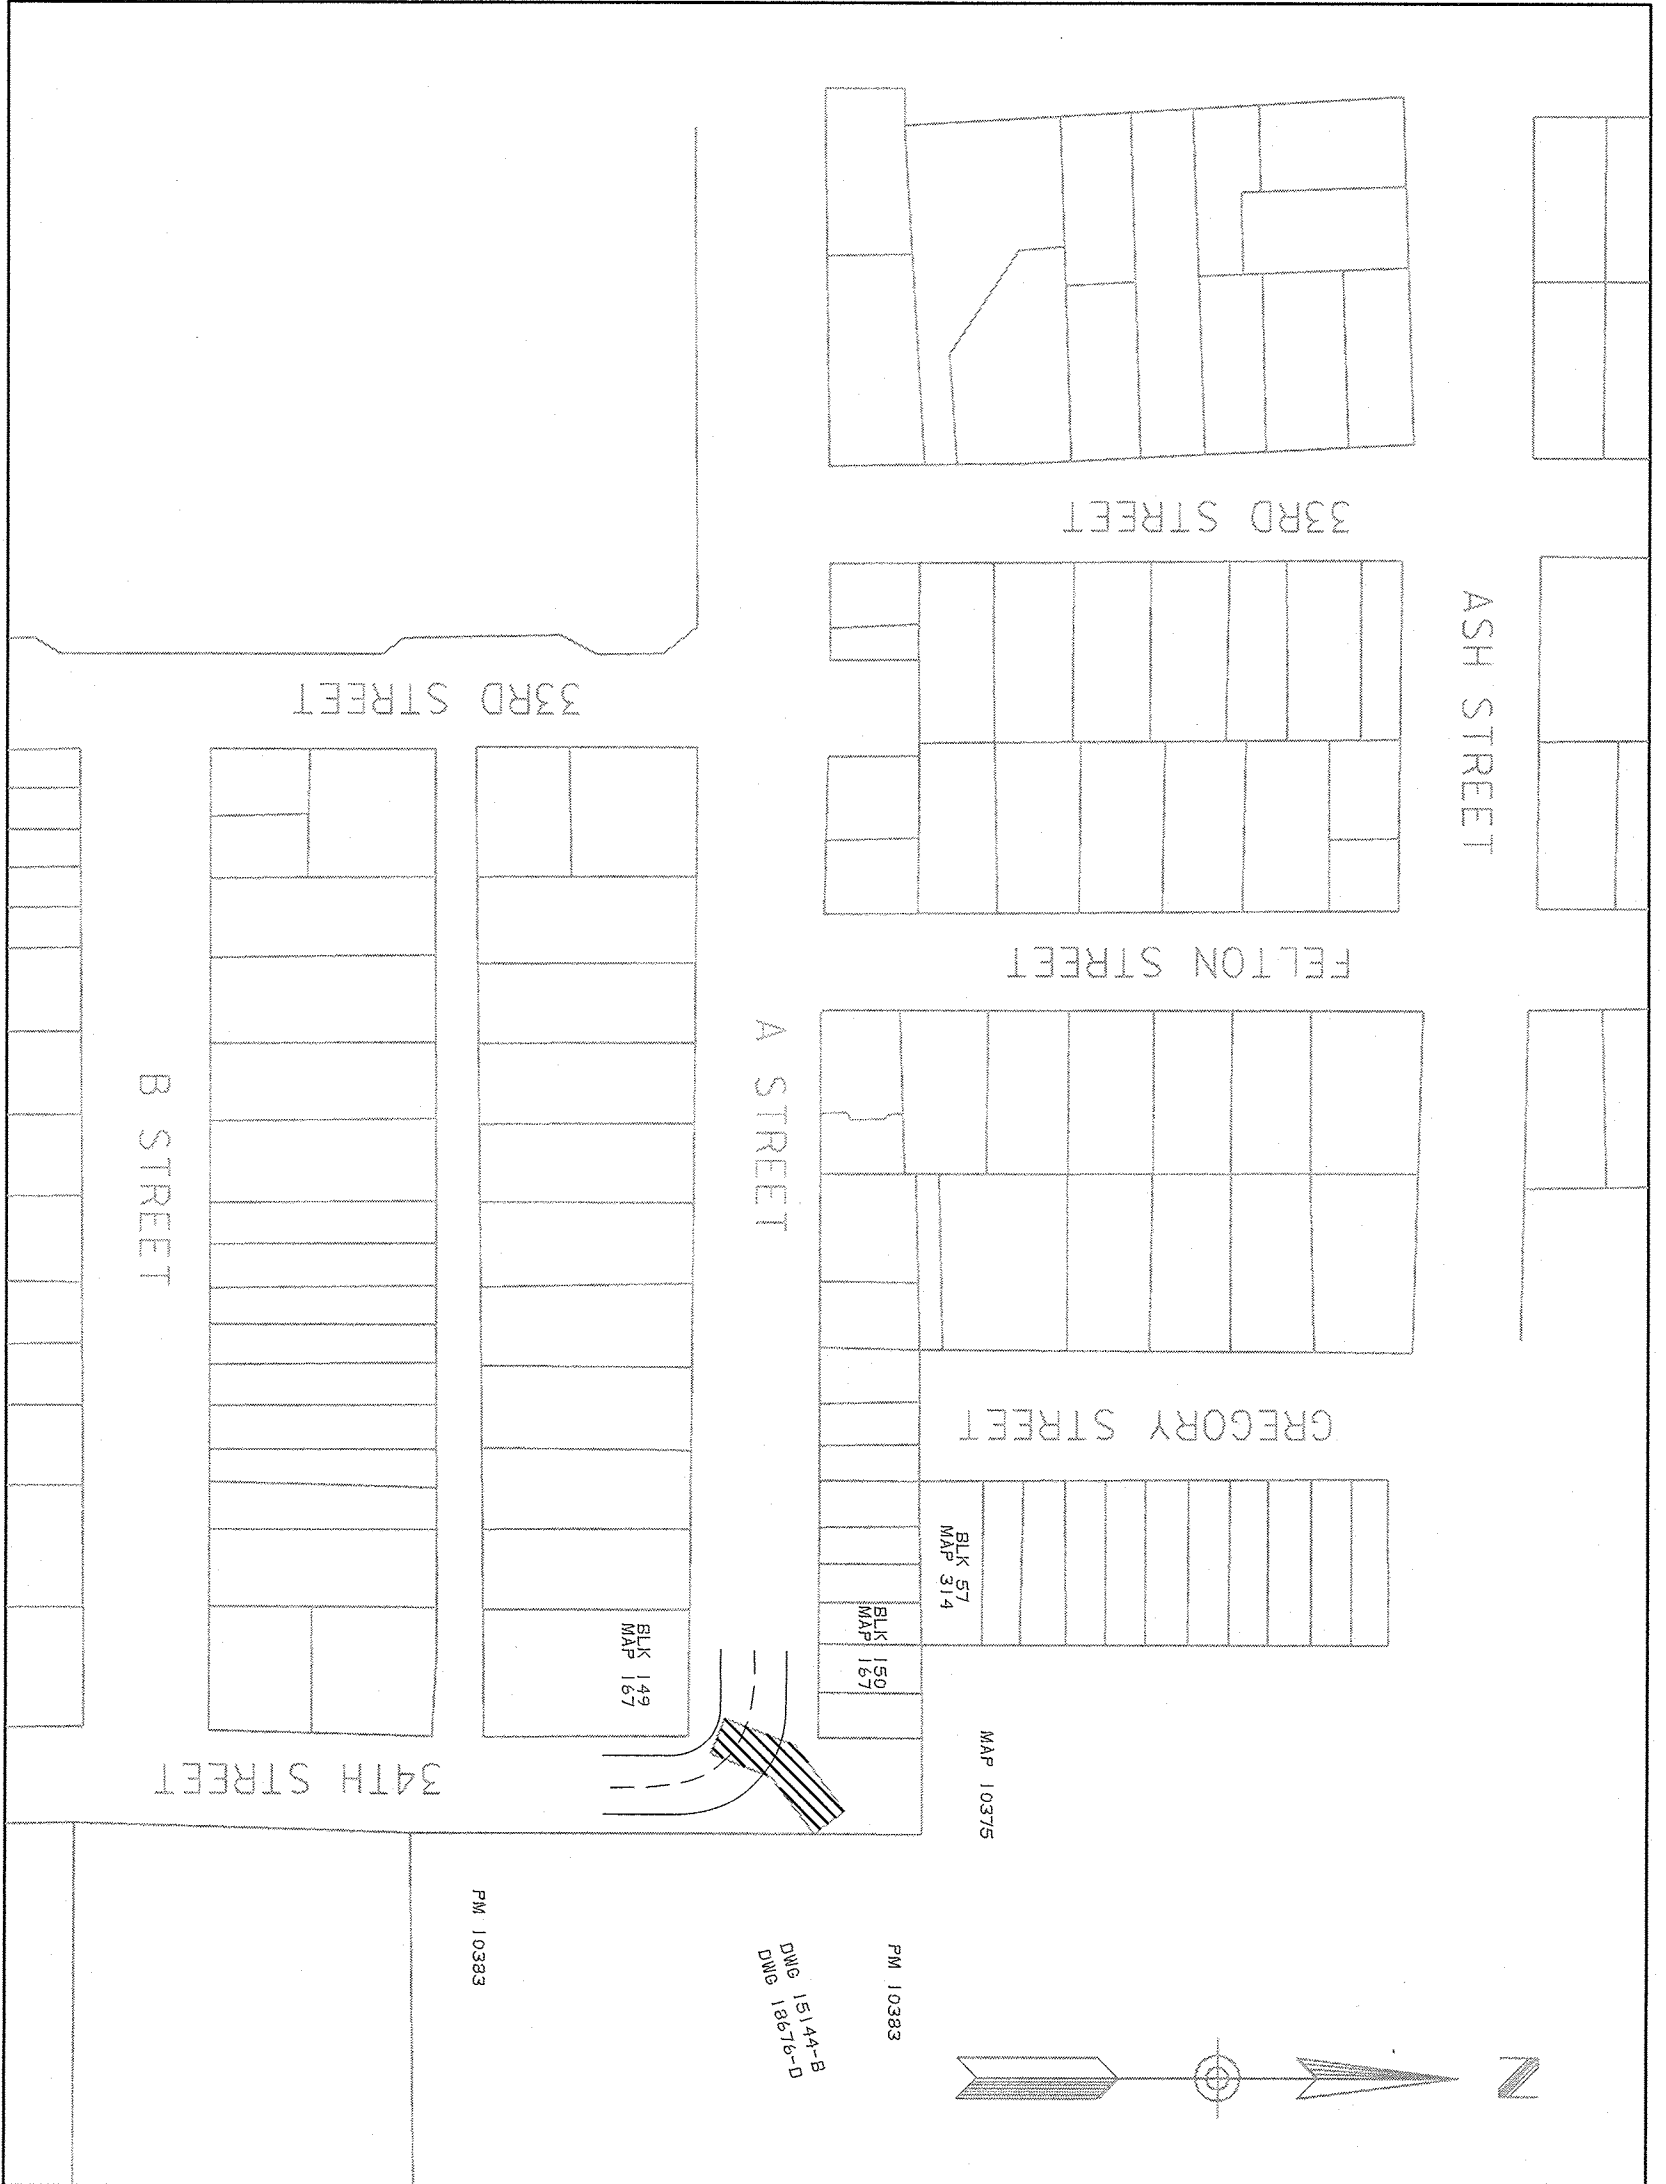 33RD STREET
ASH STREET
33RD STREET
FELTON STREET
A STREET
B STREET
GREGORY STREET
BLK 57
MAP 314
BLK 150
MAP 167
BLK 149
MAP 167
34TH STREET
MAP 10375
PM 10383
PM 10383
DWG 15144-B
DWG 18676-D
N